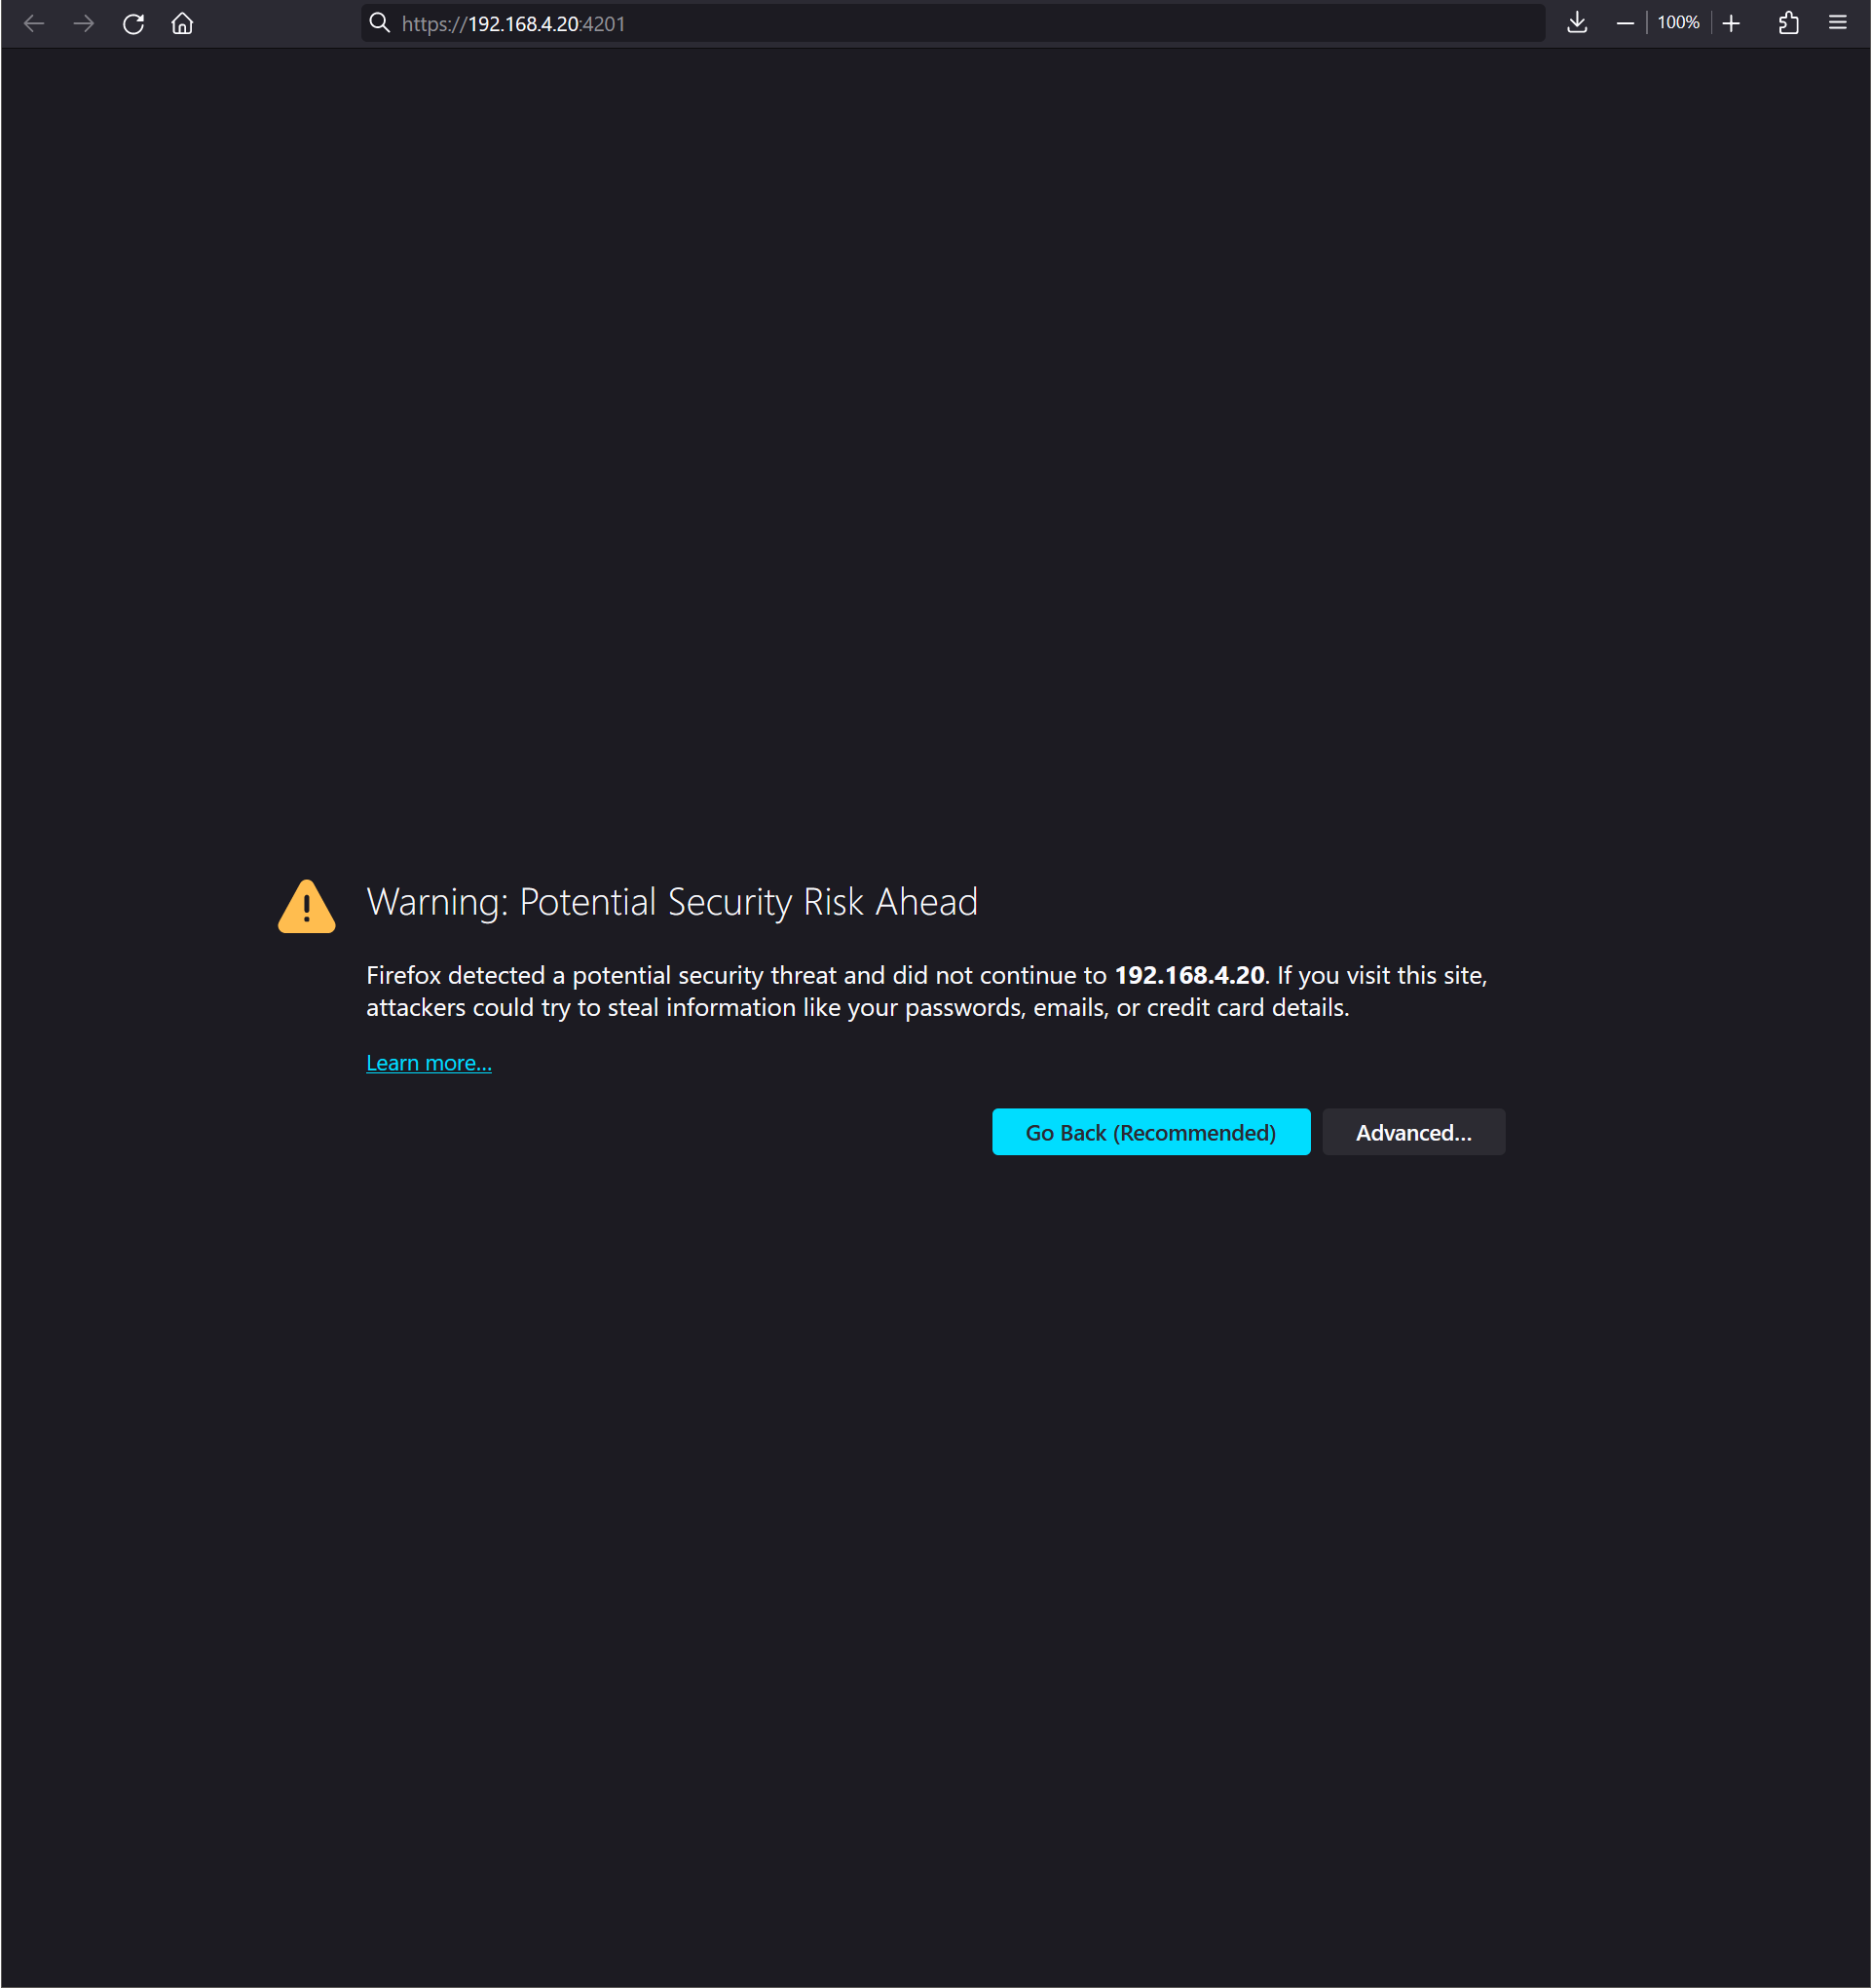 https://192.168.4.20:4201
100%
Warning: Potential Security Risk Ahead
Firefox detected a potential security threat and did not continue to 192.168.4.20. If you visit this site,
attackers could try to steal information like your passwords, emails, or credit card details.
Learn more...
Go Back (Recommended)
Advanced...